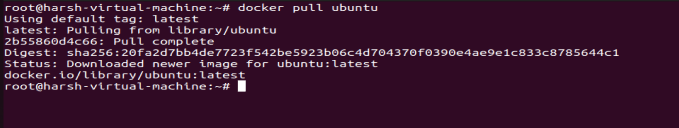 root@harsh-virtual-machine:~# docker pull ubuntu
Using default tag: latest
latest: Pulling from library/ubuntu
2b55860d4c66: Pull complete
Digest: sha256:20fa2d7bb4de7723f542be5923b06c4d704370f0390e4ae9e1c833c8785644c1
Status: Downloaded newer image for ubuntu:latest
docker.io/library/ubuntu:latest
root@harsh-virtual-machine:~#